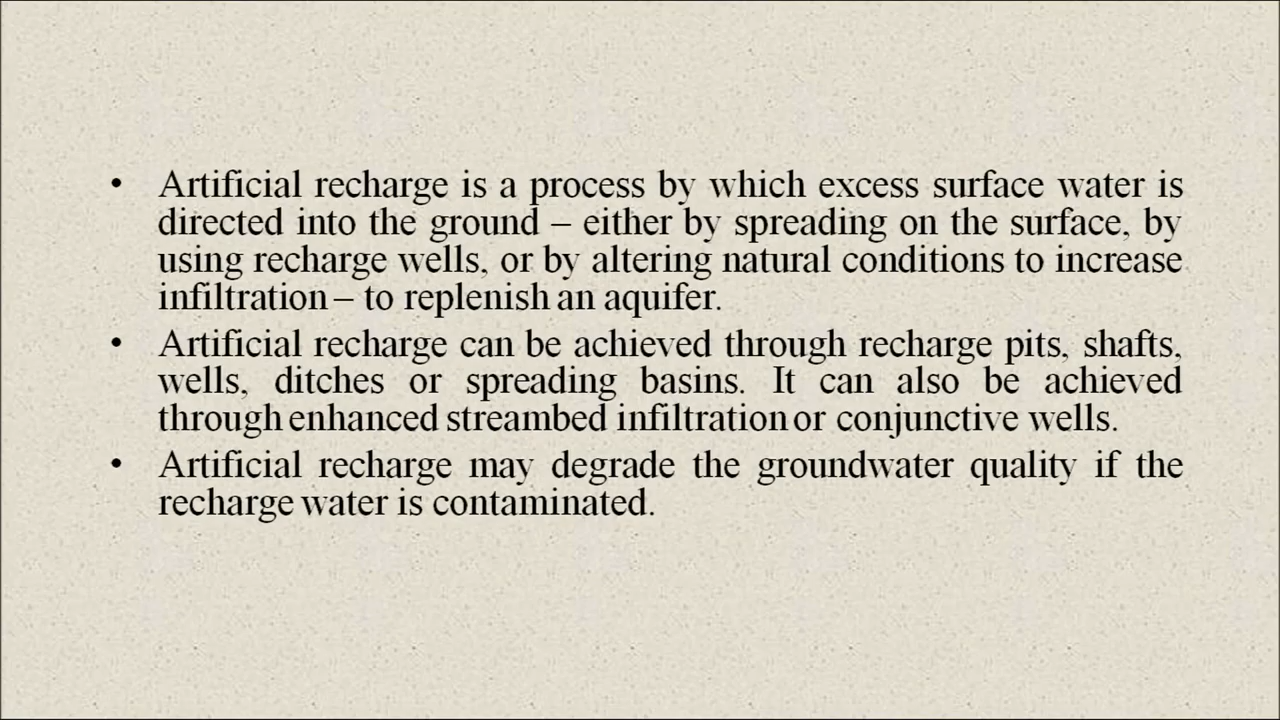 • Artificial recharge is a process by which excess surface water is
directed into the ground – either by spreading on the surface, by
using recharge wells, or by altering natural conditions to increase
infiltration – to replenish an aquifer.
• Artificial recharge can be achieved through recharge pits, shafts,
wells, ditches or spreading basins. It can also be achieved
through enhanced streambed infiltration or conjunctive wells.
• Artificial recharge may degrade the groundwater quality if the
recharge water is contaminated.